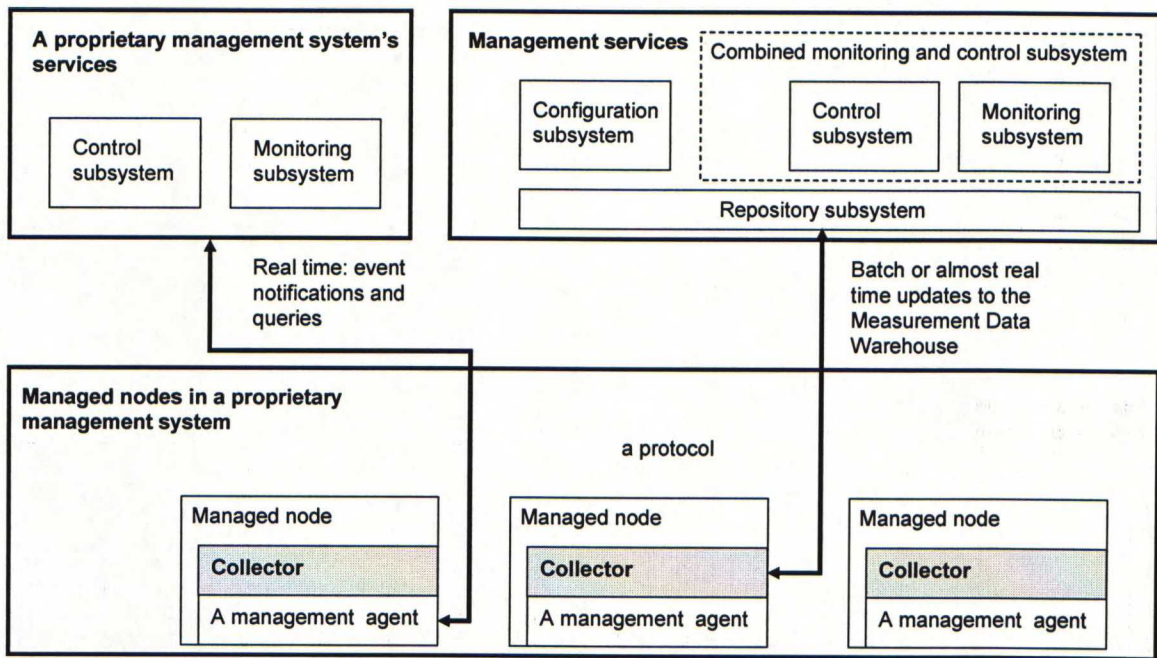 A proprietary management system's
services
Control
subsystem
Monitoring
subsystem
Management services
Combined monitoring and control subsystem
Configuration
subsystem
Control
subsystem
Monitoring
subsystem
Repository subsystem
Real time: event
notifications and
queries
Batch or almost real
time updates to the
Measurement Data
Warehouse
Managed nodes in a proprietary
management system
a protocol
Managed node
Collector
A management agent
Managed node
Collector
A management agent
Managed node
Collector
A management agent